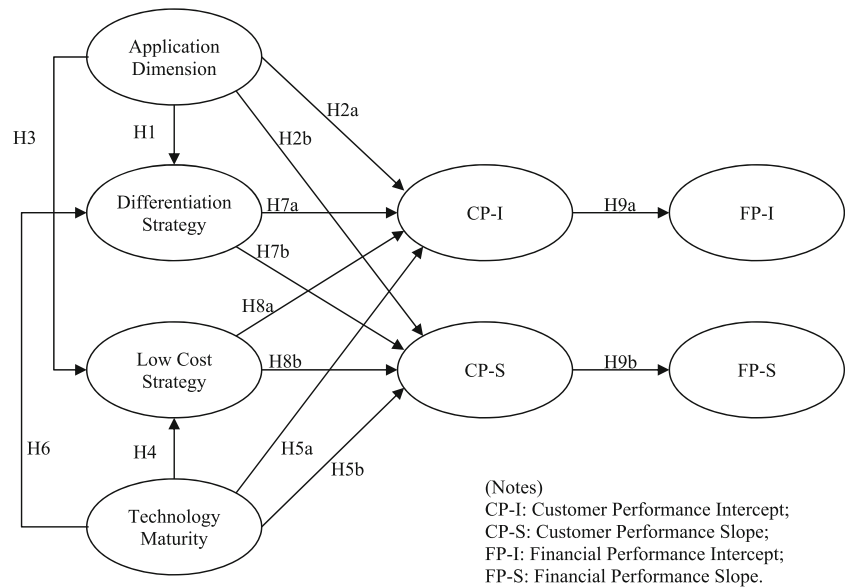 Application
Dimension
H3
H1
H2a
H2b
Differentiation
Strategy
H7a
CP-I
H9a
FP-I
H7b
H8a
Low Cost
Strategy
H8b
CP-S
H9b
FP-S
H6
H4
H5a
H5b
Technology
Maturity
(Notes)
CP-I: Customer Performance Intercept;
CP-S: Customer Performance Slope;
FP-I: Financial Performance Intercept;
FP-S: Financial Performance Slope.